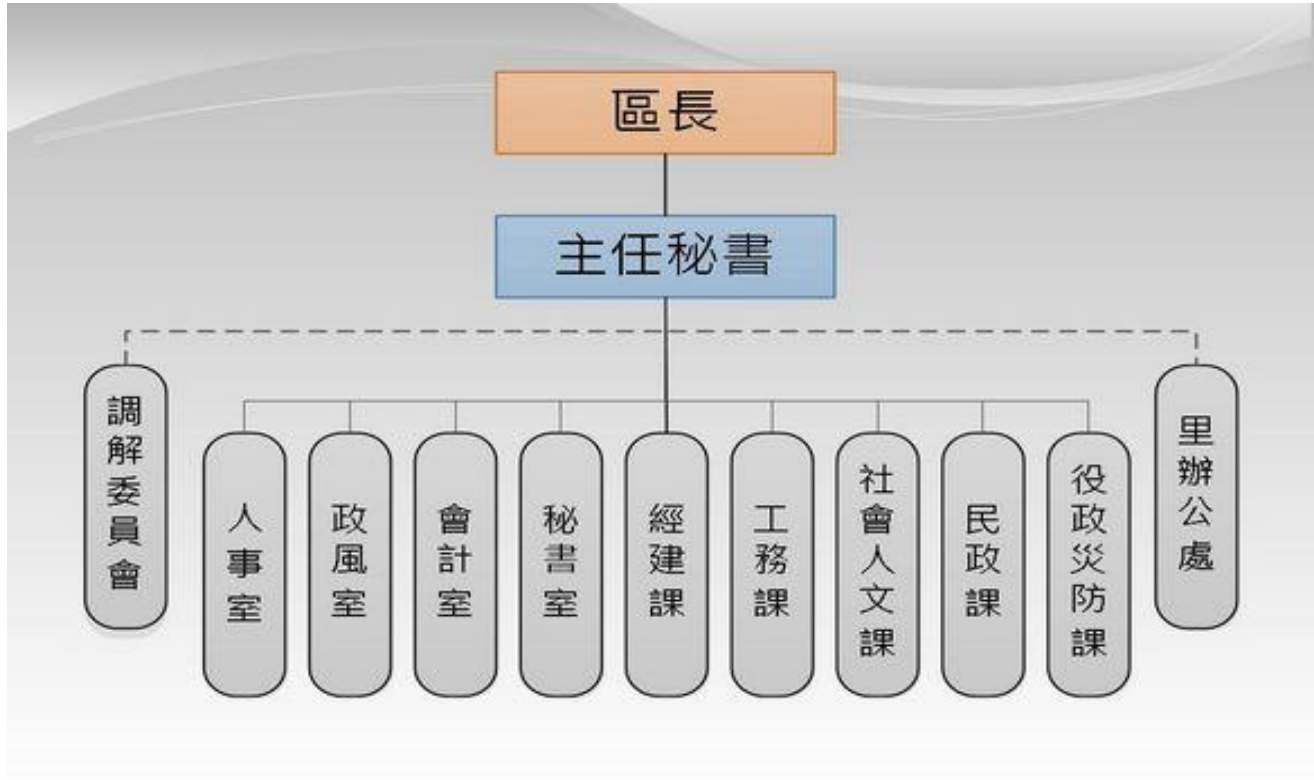 區長
主任秘書
調解委員會
人事室
政風室
會計室
秘書室
經建課
工務課
社會人文課
民政課
役政災防課
里辦公處